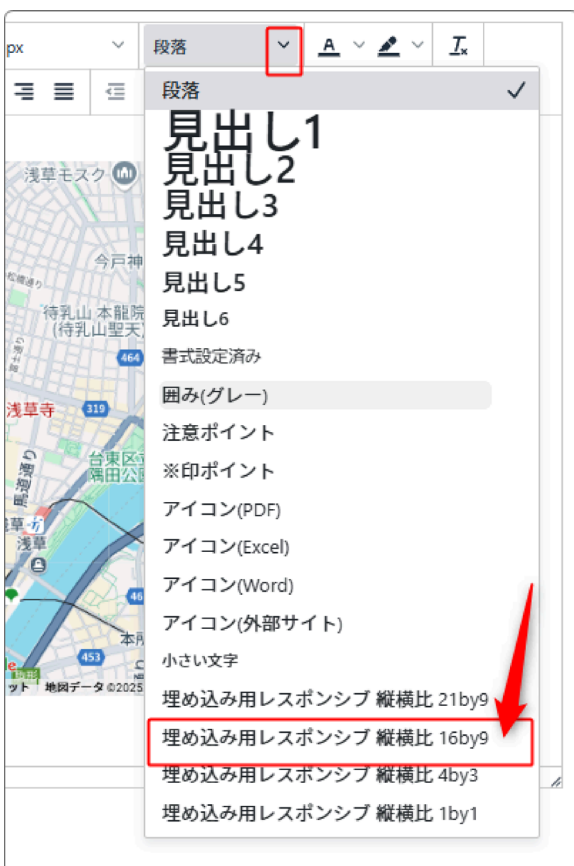 px
段落
A
段落
見出し1
見出し2
見出し3
見出し4
見出し5
見出し6
書式設定済み
囲み(グレー)
注意ポイント
※印ポイント
アイコン(PDF)
アイコン(Excel)
アイコン(Word)
アイコン(外部サイト)
小さい文字
埋め込み用レスポンシブ 縦横比 21by9
埋め込み用レスポンシブ 縦横比 16by9
埋め込み用レスポンシブ 縦横比 4by3
埋め込み用レスポンシブ 縦横比 1by1
浅草モスク
今戸神
待乳山 本龍院
(待乳山聖天)
464
浅草寺
319
馬道通り
台東区
隅田公
浅草
46
本所
453
ット
地図データ ©2025